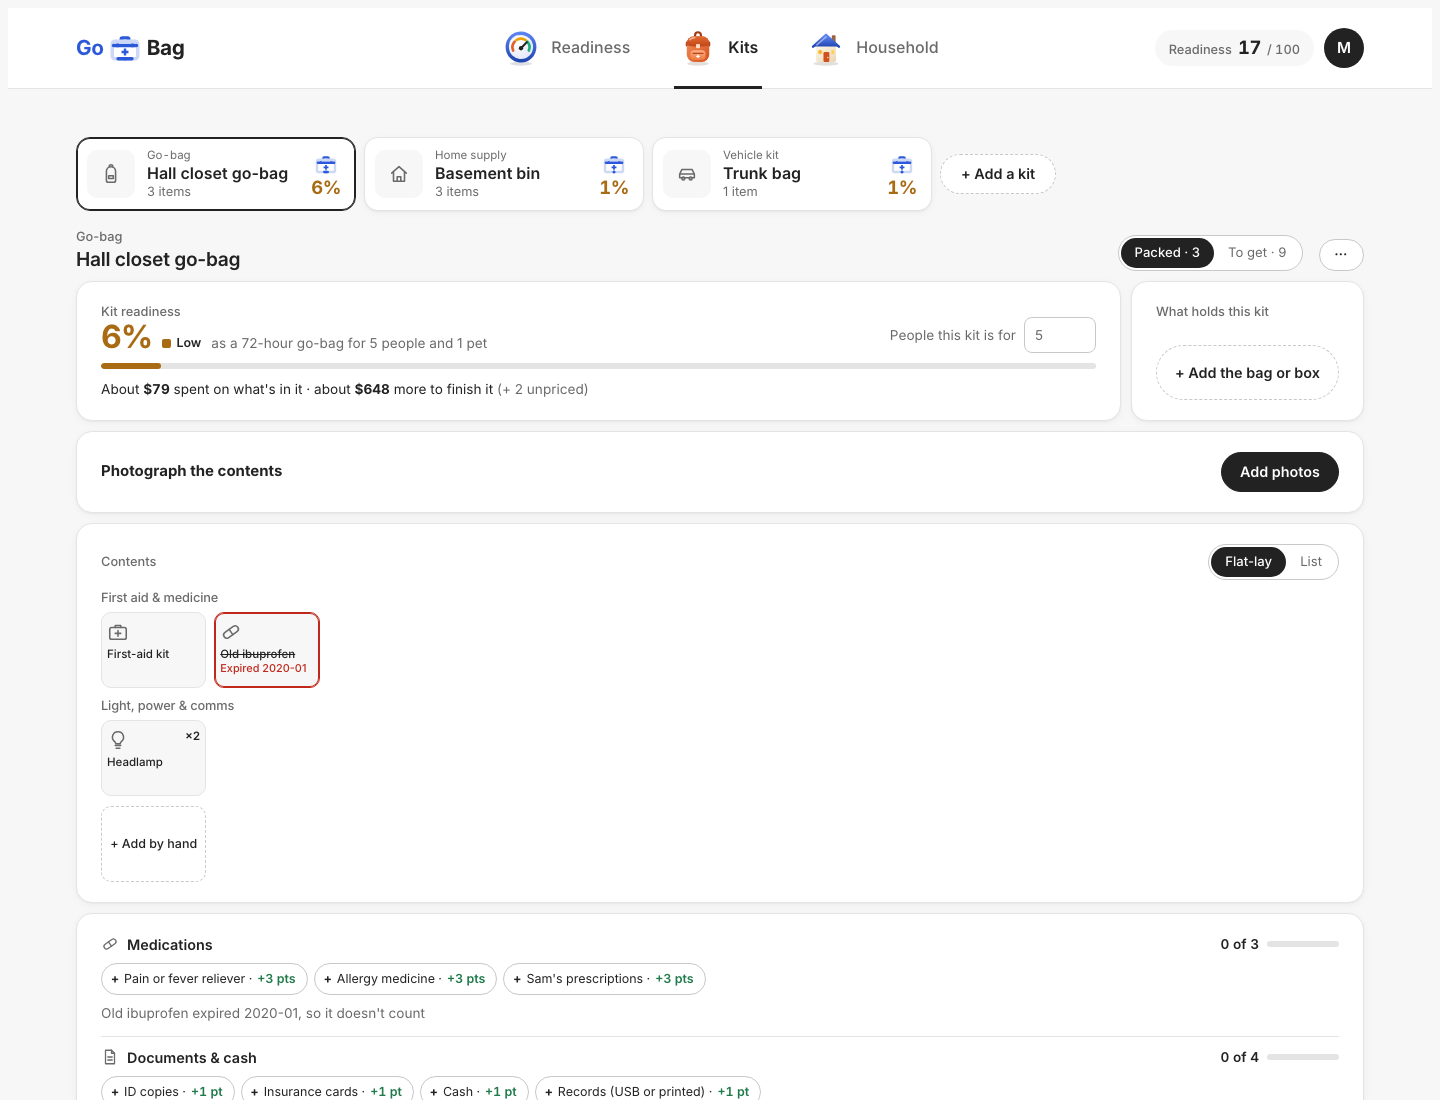 Go Bag
Readiness
Kits
Household
Readiness 17 / 100
M
Go-bag
Hall closet go-bag
3 items
6%
Home supply
Basement bin
3 items
1%
Vehicle kit
Trunk bag
1 item
1%
+ Add a kit
Go-bag
Hall closet go-bag
Packed · 3
To get · 9
···
Kit readiness
6% Low as a 72-hour go-bag for 5 people and 1 pet
People this kit is for 5
About $79 spent on what's in it · about $648 more to finish it (+ 2 unpriced)
What holds this kit
+ Add the bag or box
Photograph the contents
Add photos
Contents
Flat-lay
List
First aid & medicine
First-aid kit
Old ibuprofen
Expired 2020-01
Light, power & comms
×2
Headlamp
+ Add by hand
Medications
0 of 3
+ Pain or fever reliever · +3 pts
+ Allergy medicine · +3 pts
+ Sam's prescriptions · +3 pts
Old ibuprofen expired 2020-01, so it doesn't count
Documents & cash
0 of 4
+ ID copies · +1 pt
+ Insurance cards · +1 pt
+ Cash · +1 pt
+ Records (USB or printed) · +1 pt